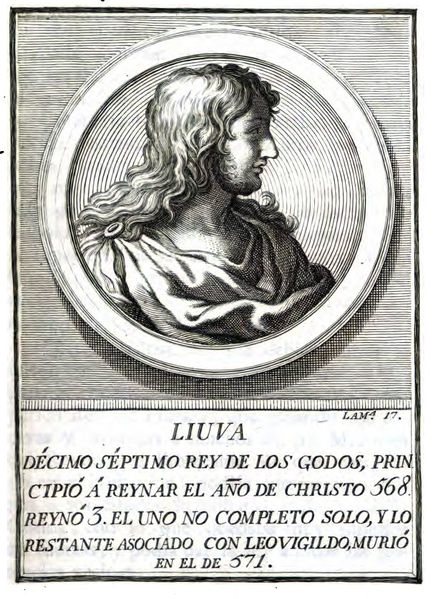 LAMª. 17.
LIUVA
DÉCIMO SÉPTIMO REY DE LOS GODOS, PRIN
CIPIÓ Á REYNAR EL AÑO DE CHRISTO 568.
REYNÓ 3. EL UNO NO COMPLETO SOLO, Y LO
RESTANTE ASOCIADO CON LEOVIGILDO, MURIÓ
EN EL DE 571.